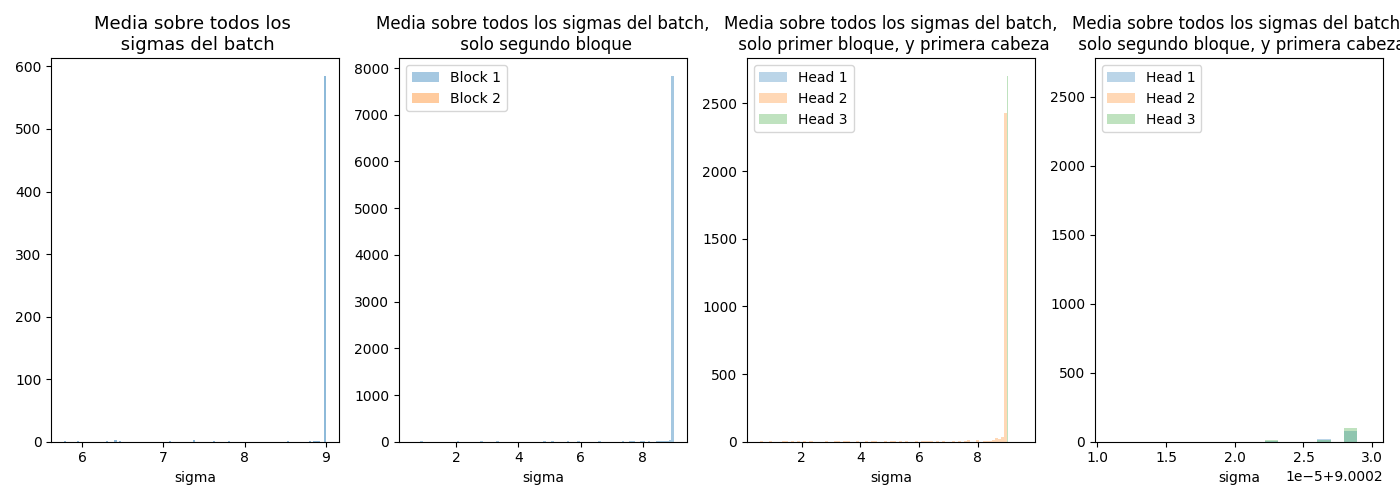 Media sobre todos los
sigmas del batch
600
500
400
300
200
100
0
6
7
8
9
sigma
Media sobre todos los sigmas del batch,
solo segundo bloque
Block 1
Block 2
8000
7000
6000
5000
4000
3000
2000
1000
0
2
4
6
8
sigma
Media sobre todos los sigmas del batch,
solo primer bloque, y primera cabeza
Head 1
Head 2
Head 3
2500
2000
1500
1000
500
0
2
4
6
8
sigma
Media sobre todos los sigmas del batch
solo segundo bloque, y primera cabeza
Head 1
Head 2
Head 3
2500
2000
1500
1000
500
0
1.0
1.5
2.0
2.5
3.0
sigma
1e−5+9.0002